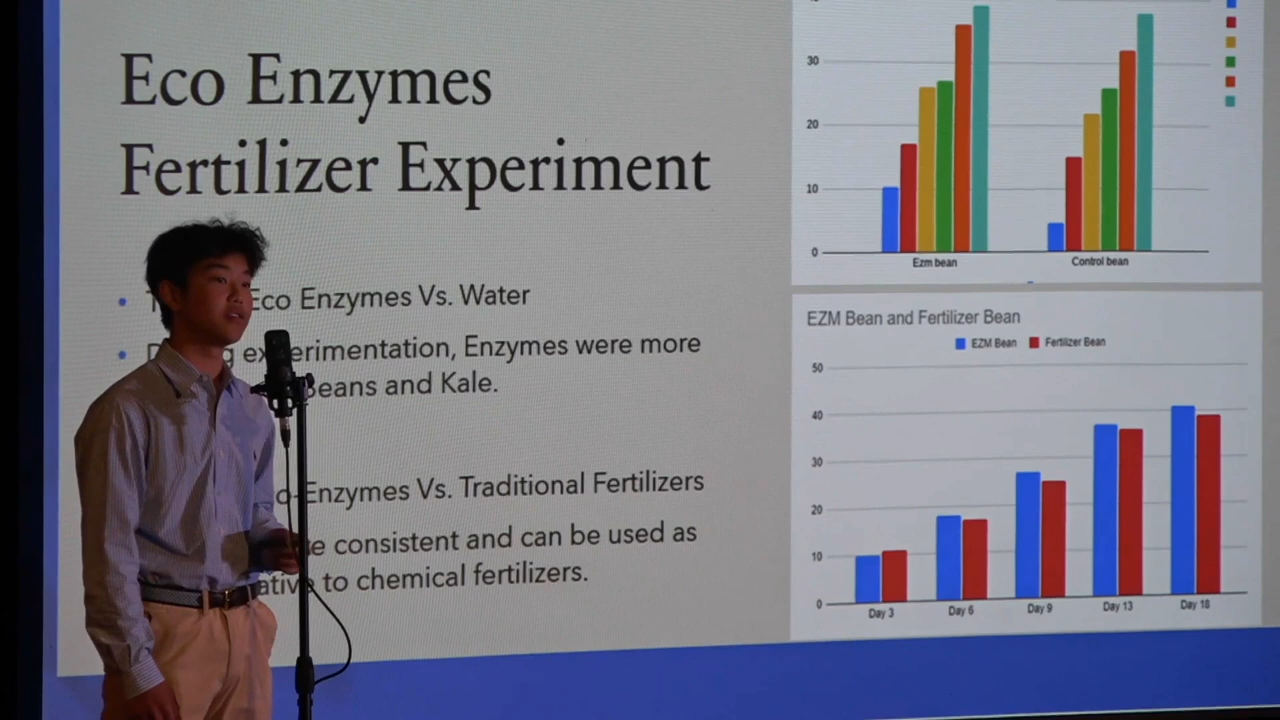 Eco Enzymes
Fertilizer Experiment
Eco Enzymes Vs. Water
experimentation, Enzymes were more
Beans and Kale.
Enzymes Vs. Traditional Fertilizers
consistent and can be used as
to chemical fertilizers.
30
20
10
0
Ezm bean
Control bean
EZM Bean and Fertilizer Bean
EZM Bean
Fertilizer Bean
50
40
30
20
10
0
Day 3
Day 6
Day 9
Day 13
Day 18